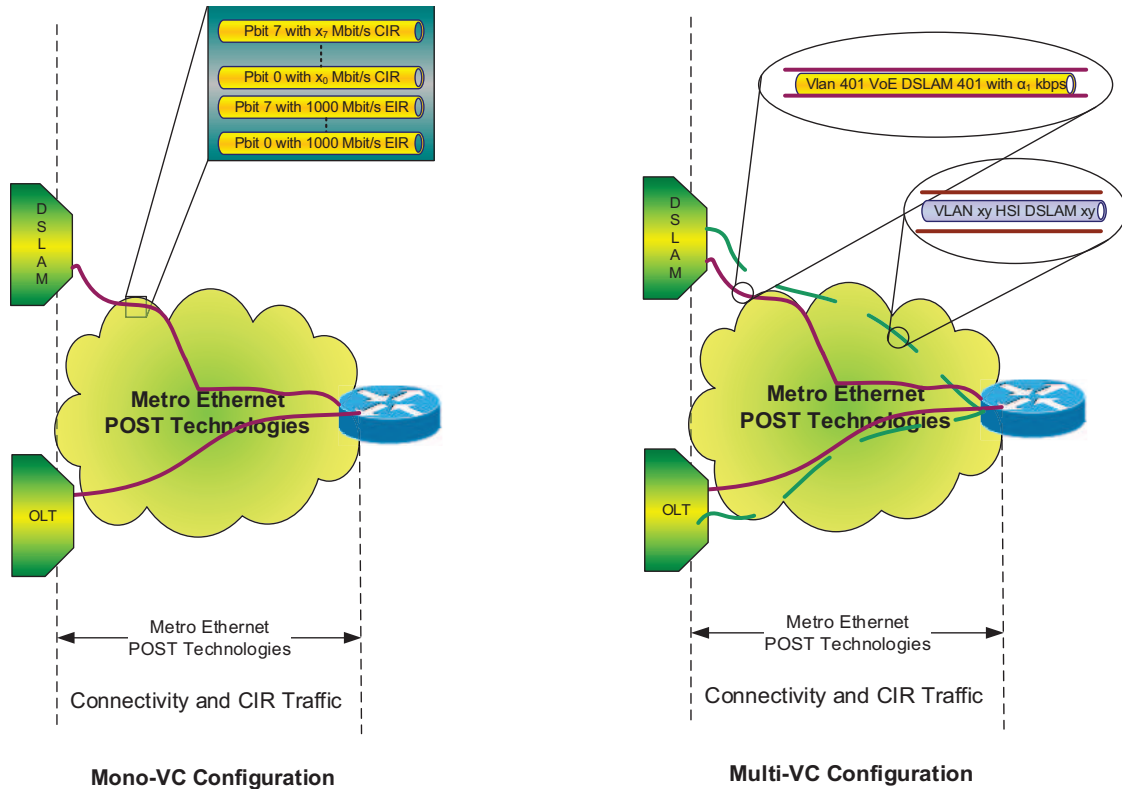 Pbit 7 with x7 Mbit/s CIR
Pbit 0 with x0 Mbit/s CIR
Pbit 7 with 1000 Mbit/s EIR
Pbit 0 with 1000 Mbit/s EIR
DSLAM
Metro Ethernet
POST Technologies
OLT
Metro Ethernet
POST Technologies
Connectivity and CIR Traffic
Mono-VC Configuration
Vlan 401 VoE DSLAM 401 with α1 kbps
VLAN xy HSI DSLAM xy
DSLAM
Metro Ethernet
POST Technologies
OLT
Metro Ethernet
POST Technologies
Connectivity and CIR Traffic
Multi-VC Configuration